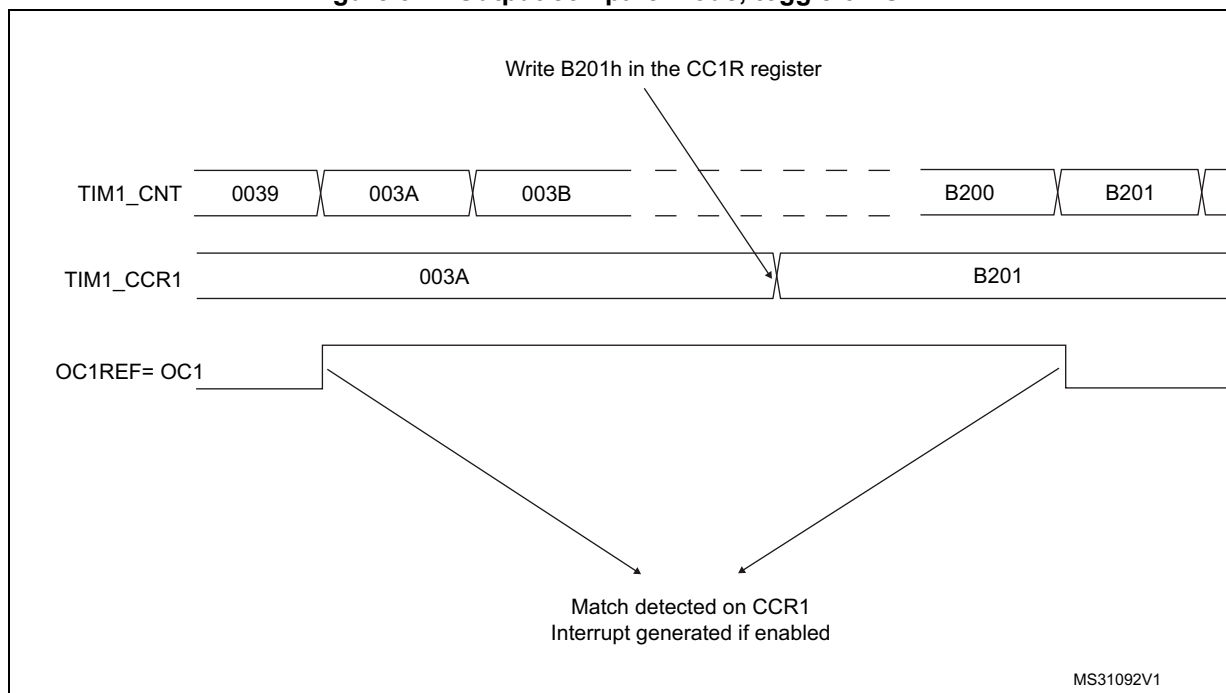 Write B201h in the CC1R register
TIM1_CNT 0039 003A 003B B200 B201
TIM1_CCR1 003A B201
OC1REF= OC1
Match detected on CCR1
Interrupt generated if enabled
MS31092V1